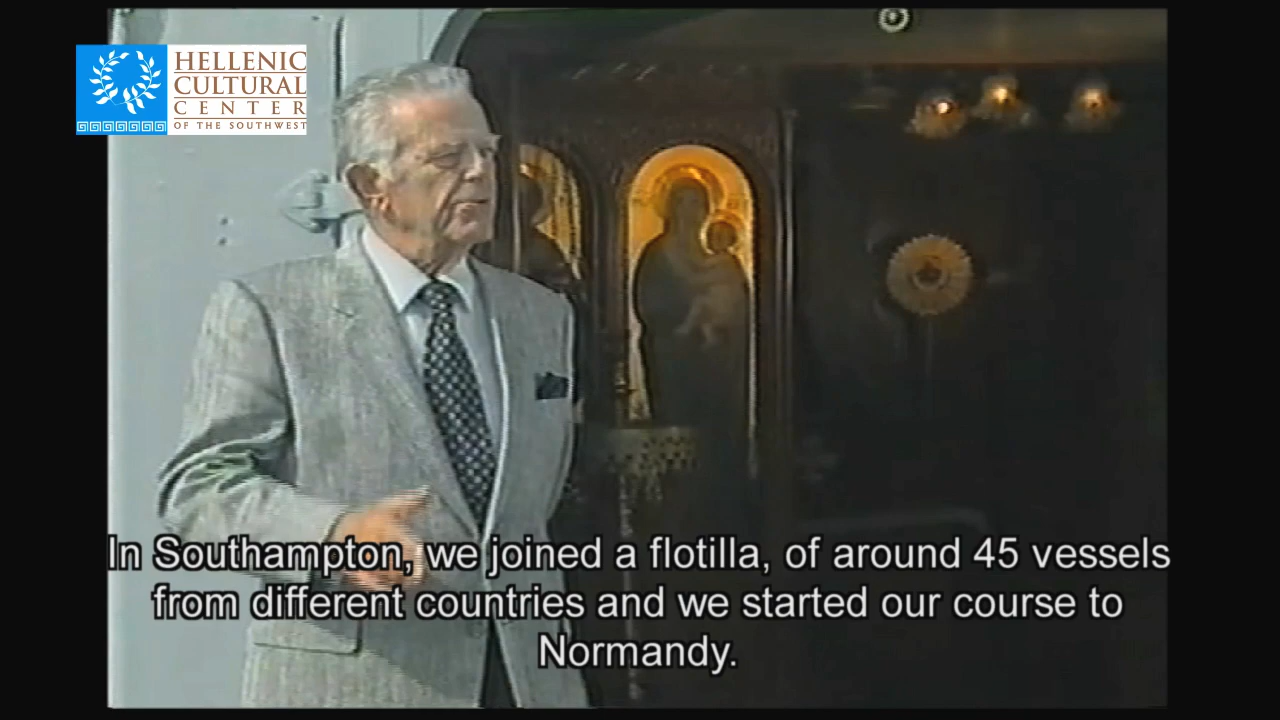 HELLENIC
CULTURAL
CENTER
OF THE SOUTHWEST
In Southampton, we joined a flotilla, of around 45 vessels
from different countries and we started our course to
Normandy.